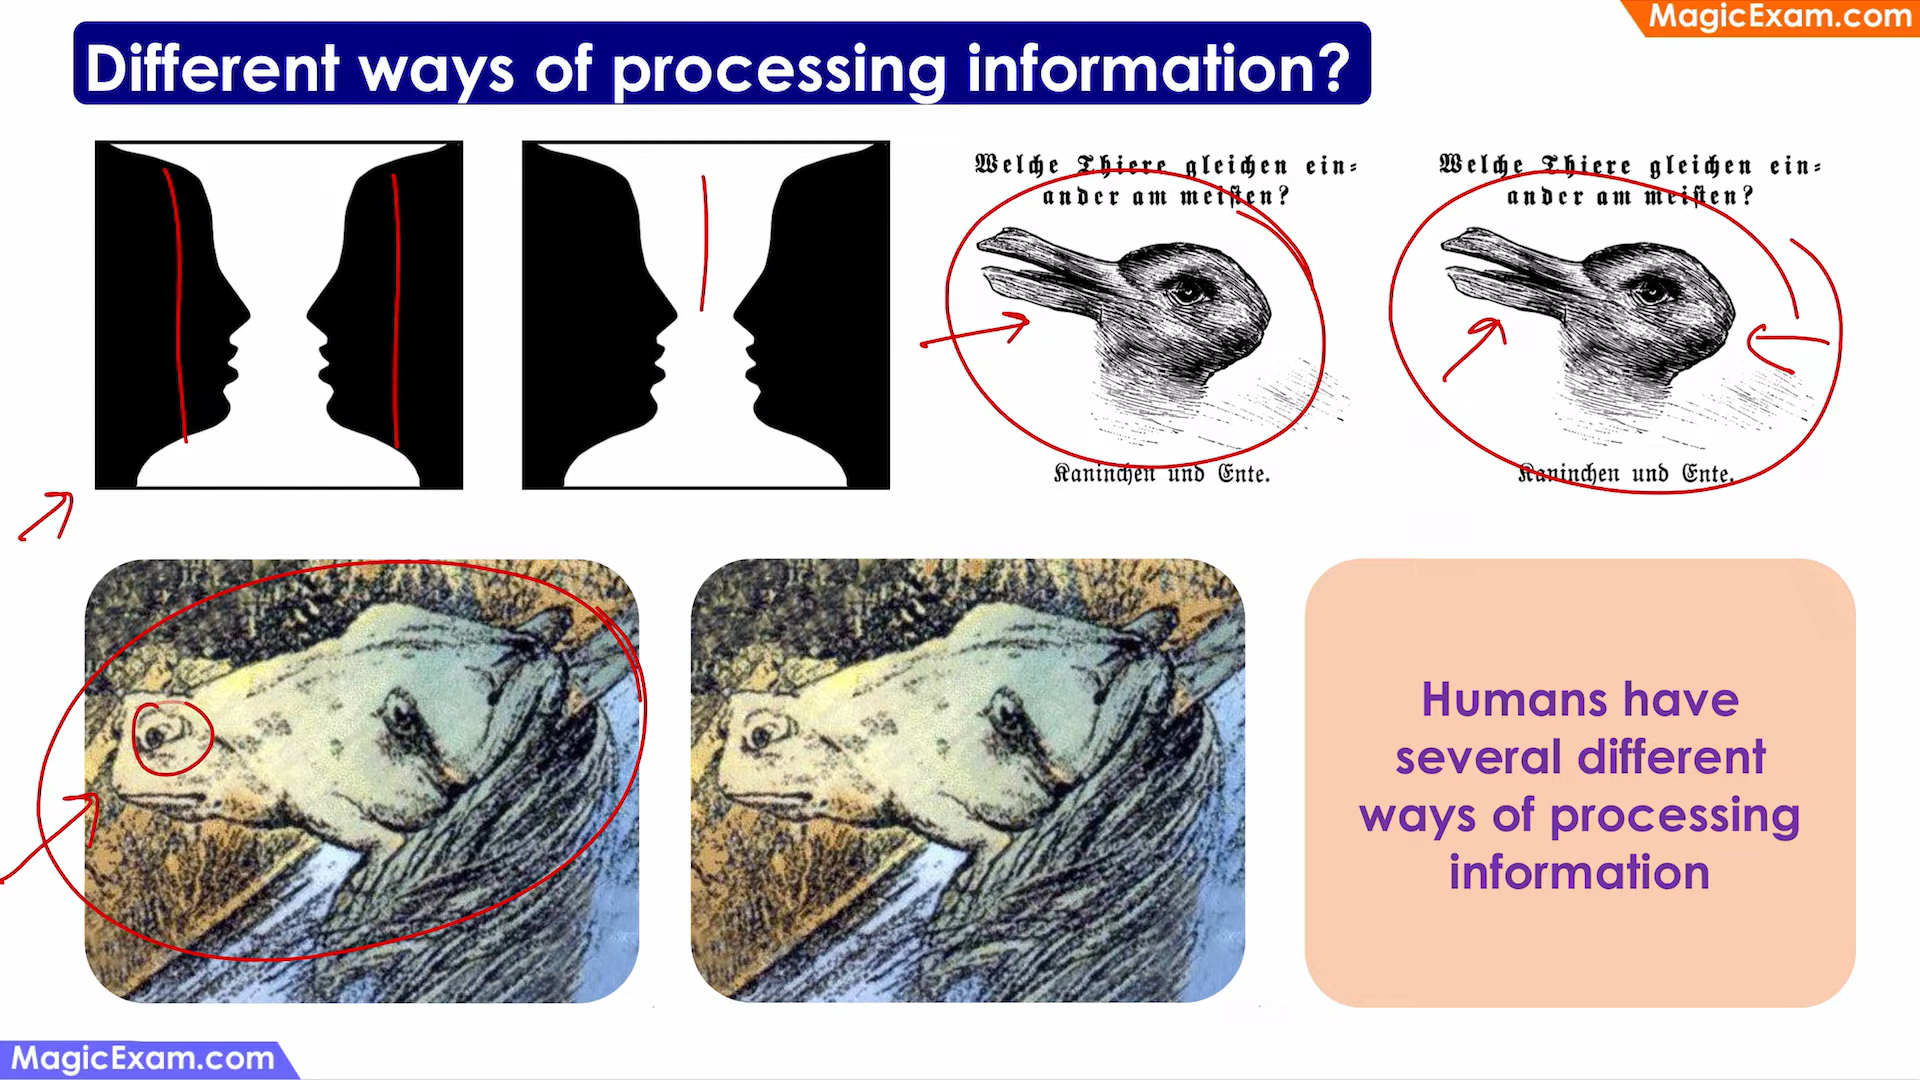 MagicExam.com
Different ways of processing information?
Welche Thiere gleichen ein=
ander am meisten?
Kaninchen und Ente.
Welche Thiere gleichen ein=
ander am meisten?
Kaninchen und Ente.
Humans have
several different
ways of processing
information
MagicExam.com